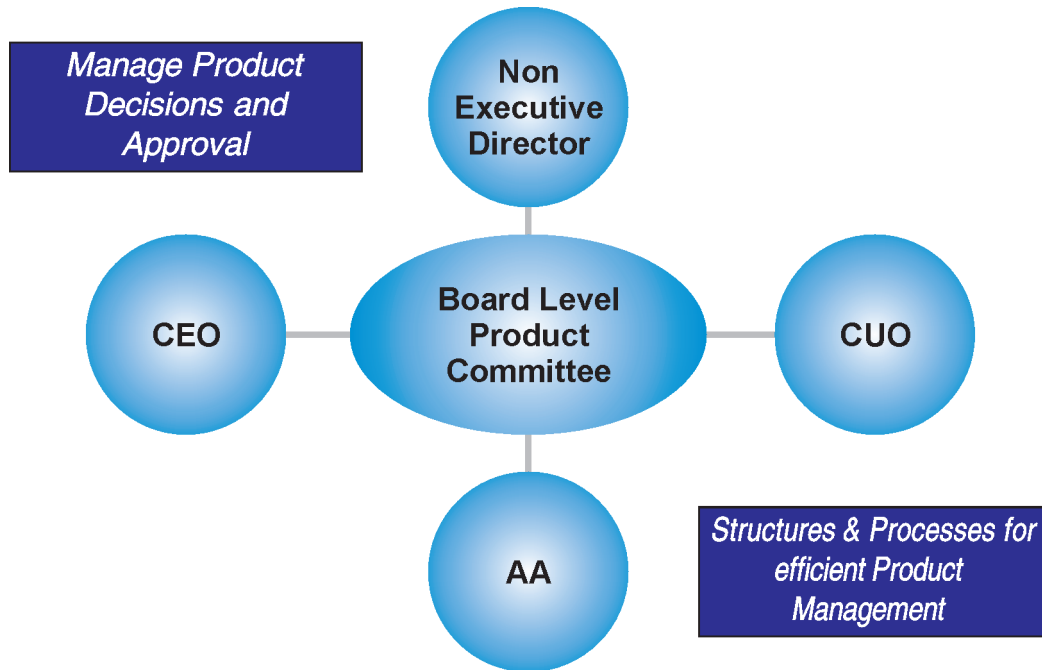 Manage Product
Decisions and
Approval
Non
Executive
Director
CEO
Board Level
Product
Committee
CUO
AA
Structures & Processes for
efficient Product
Management